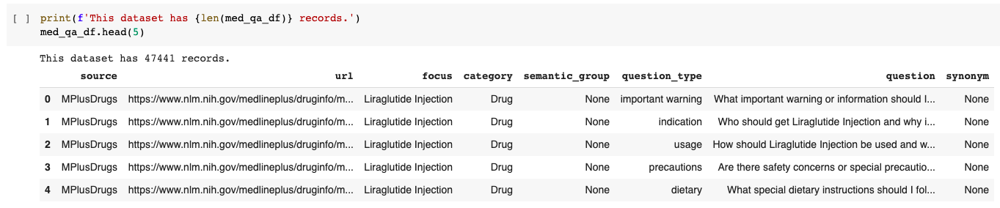 [ ] print(f'This dataset has {len(med_qa_df)} records.')
med_qa_df.head(5)
This dataset has 47441 records.
source url focus category semantic_group question_type question synonym
0 MPlusDrugs https://www.nlm.nih.gov/medlineplus/druginfo/m... Liraglutide Injection Drug None important warning What important warning or information should I... None
1 MPlusDrugs https://www.nlm.nih.gov/medlineplus/druginfo/m... Liraglutide Injection Drug None indication Who should get Liraglutide Injection and why i... None
2 MPlusDrugs https://www.nlm.nih.gov/medlineplus/druginfo/m... Liraglutide Injection Drug None usage How should Liraglutide Injection be used and w... None
3 MPlusDrugs https://www.nlm.nih.gov/medlineplus/druginfo/m... Liraglutide Injection Drug None precautions Are there safety concerns or special precautio... None
4 MPlusDrugs https://www.nlm.nih.gov/medlineplus/druginfo/m... Liraglutide Injection Drug None dietary What special dietary instructions should I fol... None